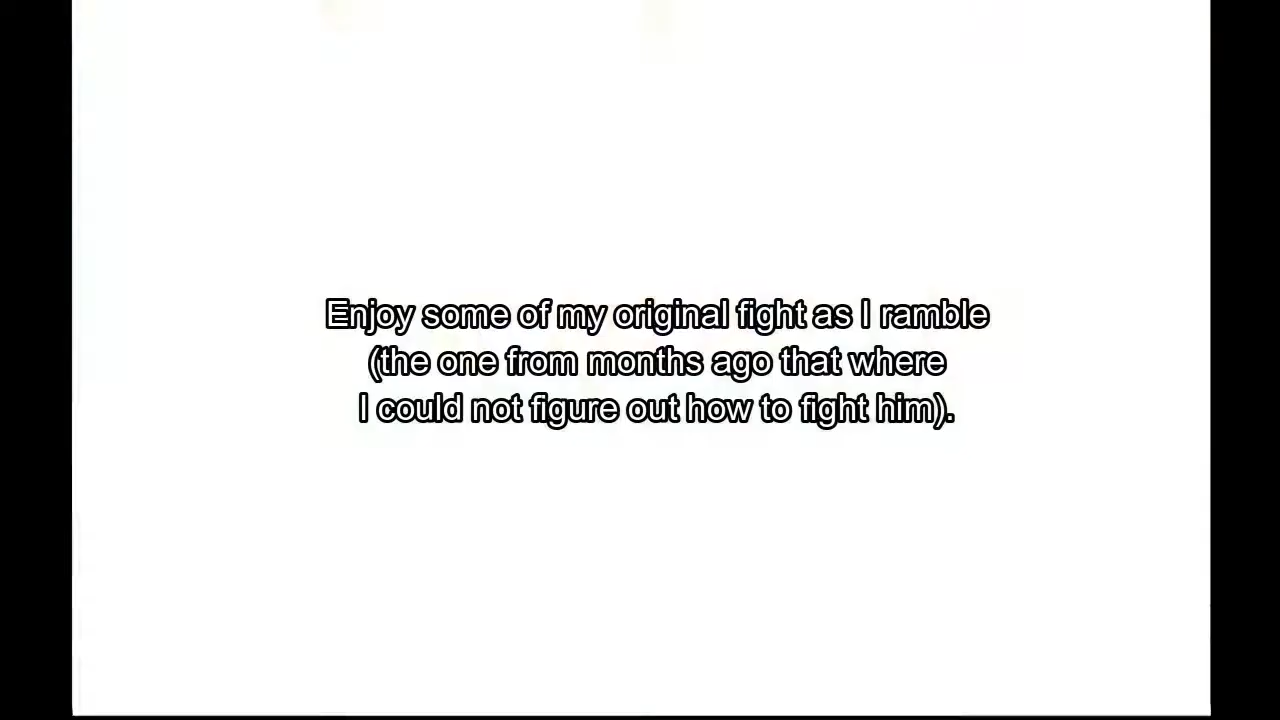 Enjoy some of my original fight as I ramble
(the one from months ago that where
I could not figure out how to fight him).